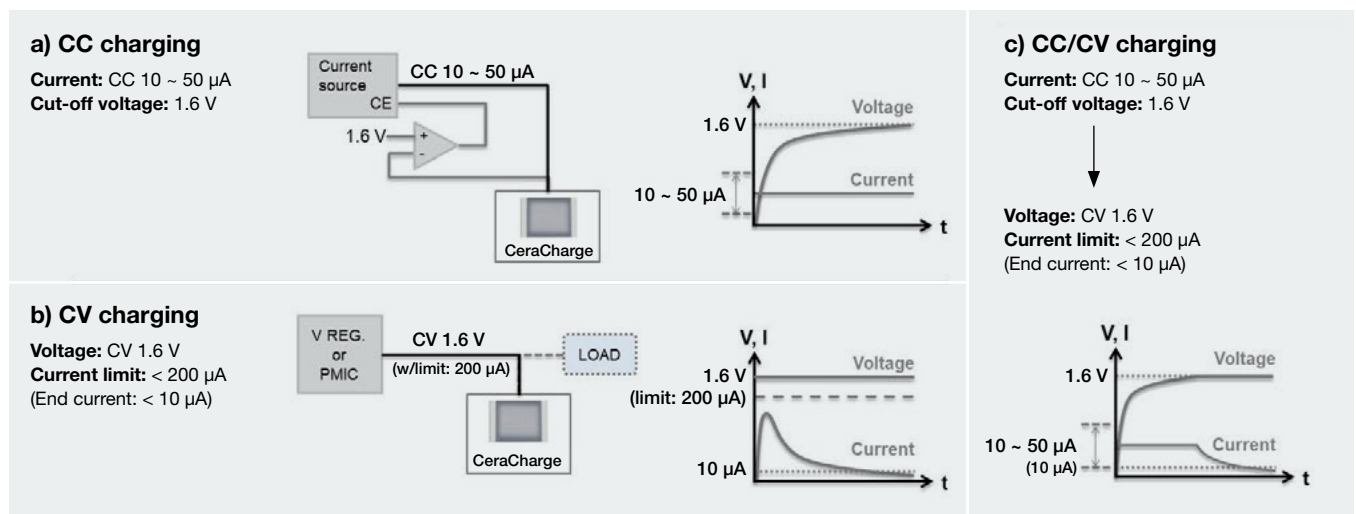 a) CC charging
Current: CC 10 ~ 50 µA
Cut-off voltage: 1.6 V
Current
source
CE
CC 10 ~ 50 µA
1.6 V
+
-
CeraCharge
V, I
Voltage
1.6 V
Current
10 ~ 50 µA
t
b) CV charging
Voltage: CV 1.6 V
Current limit: < 200 µA
(End current: < 10 µA)
V REG.
or
PMIC
CV 1.6 V
(w/limit: 200 µA)
LOAD
CeraCharge
V, I
Voltage
1.6 V
(limit: 200 µA)
Current
10 µA
t
c) CC/CV charging
Current: CC 10 ~ 50 µA
Cut-off voltage: 1.6 V
Voltage: CV 1.6 V
Current limit: < 200 µA
(End current: < 10 µA)
V, I
Voltage
1.6 V
10 ~ 50 µA
Current
(10 µA)
t